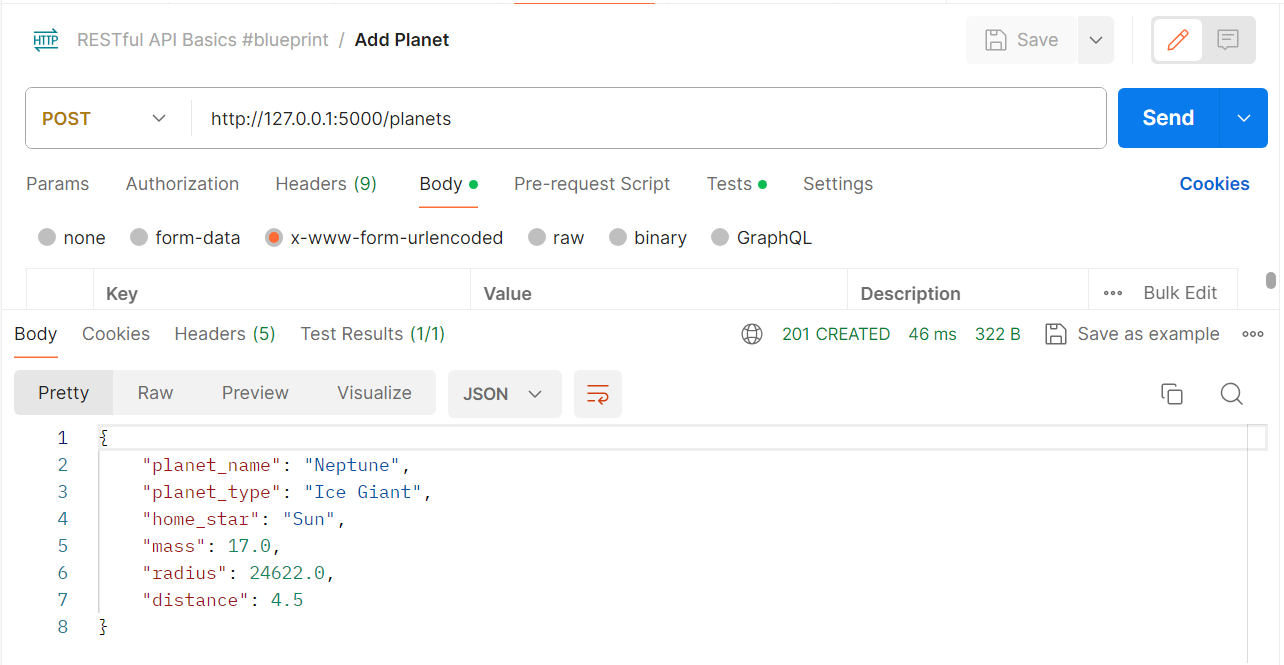 HTTP RESTful API Basics #blueprint / Add Planet Save
POST http://127.0.0.1:5000/planets Send
Params Authorization Headers (9) Body Pre-request Script Tests Settings Cookies
none form-data x-www-form-urlencoded raw binary GraphQL
Key Value Description Bulk Edit
Body Cookies Headers (5) Test Results (1/1) 201 CREATED 46 ms 322 B Save as example
Pretty Raw Preview Visualize JSON
1 {
2 "planet_name": "Neptune",
3 "planet_type": "Ice Giant",
4 "home_star": "Sun",
5 "mass": 17.0,
6 "radius": 24622.0,
7 "distance": 4.5
8 }